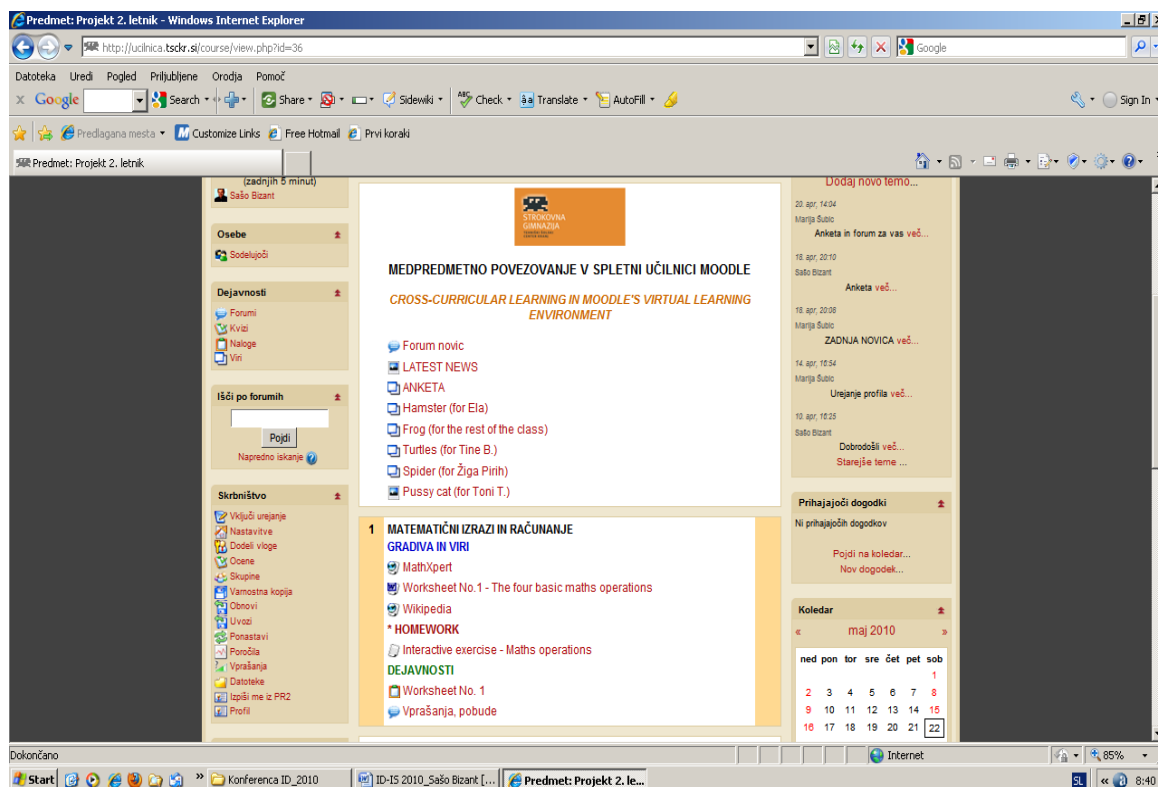 Predmet: Projekt 2. letnik - Windows Internet Explorer
http://ucilnica.tsckr.si/course/view.php?id=36
Google
Datoteka Uredi Pogled Priljubljene Orodja Pomoč
x Google Search Share Sidewiki Check Translate AutoFill Sign In
Predlagana mesta Customize Links Free Hotmail Prvi koraki
Predmet: Projekt 2. letnik
(zadnjih 5 minut)
Sašo Bizant
Osebe
Sodelujoči
Dejavnosti
Forumi
Kvizi
Naloge
Viri
Išči po forumih
Pojdi
Napredno iskanje
Skrbništvo
Vključi urejanje
Nastavitve
Dodeli vloge
Ocene
Skupine
Varnostna kopija
Obnovi
Uvozi
Ponastavi
Poročila
Vprašanja
Datoteke
Izpiši me iz PR2
Profil
STROKOVNA
GIMNAZIJA
MEDPREDMETNO POVEZOVANJE V SPLETNI UČILNICI MOODLE
CROSS-CURRICULAR LEARNING IN MOODLE'S VIRTUAL LEARNING
ENVIRONMENT
Forum novic
LATEST NEWS
ANKETA
Hamster (for Ela)
Frog (for the rest of the class)
Turtles (for Tine B.)
Spider (for Žiga Pirih)
Pussy cat (for Toni T.)
1 MATEMATIČNI IZRAZI IN RAČUNANJE
GRADIVA IN VIRI
MathXpert
Worksheet No.1 - The four basic maths operations
Wikipedia
* HOMEWORK
Interactive exercise - Maths operations
DEJAVNOSTI
Worksheet No. 1
Vprašanja, pobude
Dodaj novo temo...
20. apr, 14:04
Marija Šubic
Anketa in forum za vas več...
18. apr, 20:10
Sašo Bizant
Anketa več...
18. apr, 20:06
Marija Šubic
ZADNJA NOVICA več...
14. apr, 16:54
Marija Šubic
Urejanje profila več...
10. apr, 16:25
Sašo Bizant
Dobrodošli več...
Starejše teme ...
Prihajajoči dogodki
Ni prihajajočih dogodkov
Pojdi na koledar...
Nov dogodek...
Koledar
« maj 2010 »
ned pon tor sre čet pet sob
1
2 3 4 5 6 7 8
9 10 11 12 13 14 15
16 17 18 19 20 21 22
Dokončano Internet 85%
Start » Konferenca ID_2010 ID-IS 2010_Sašo Bizant [... Predmet: Projekt 2. le... SL « 8:40